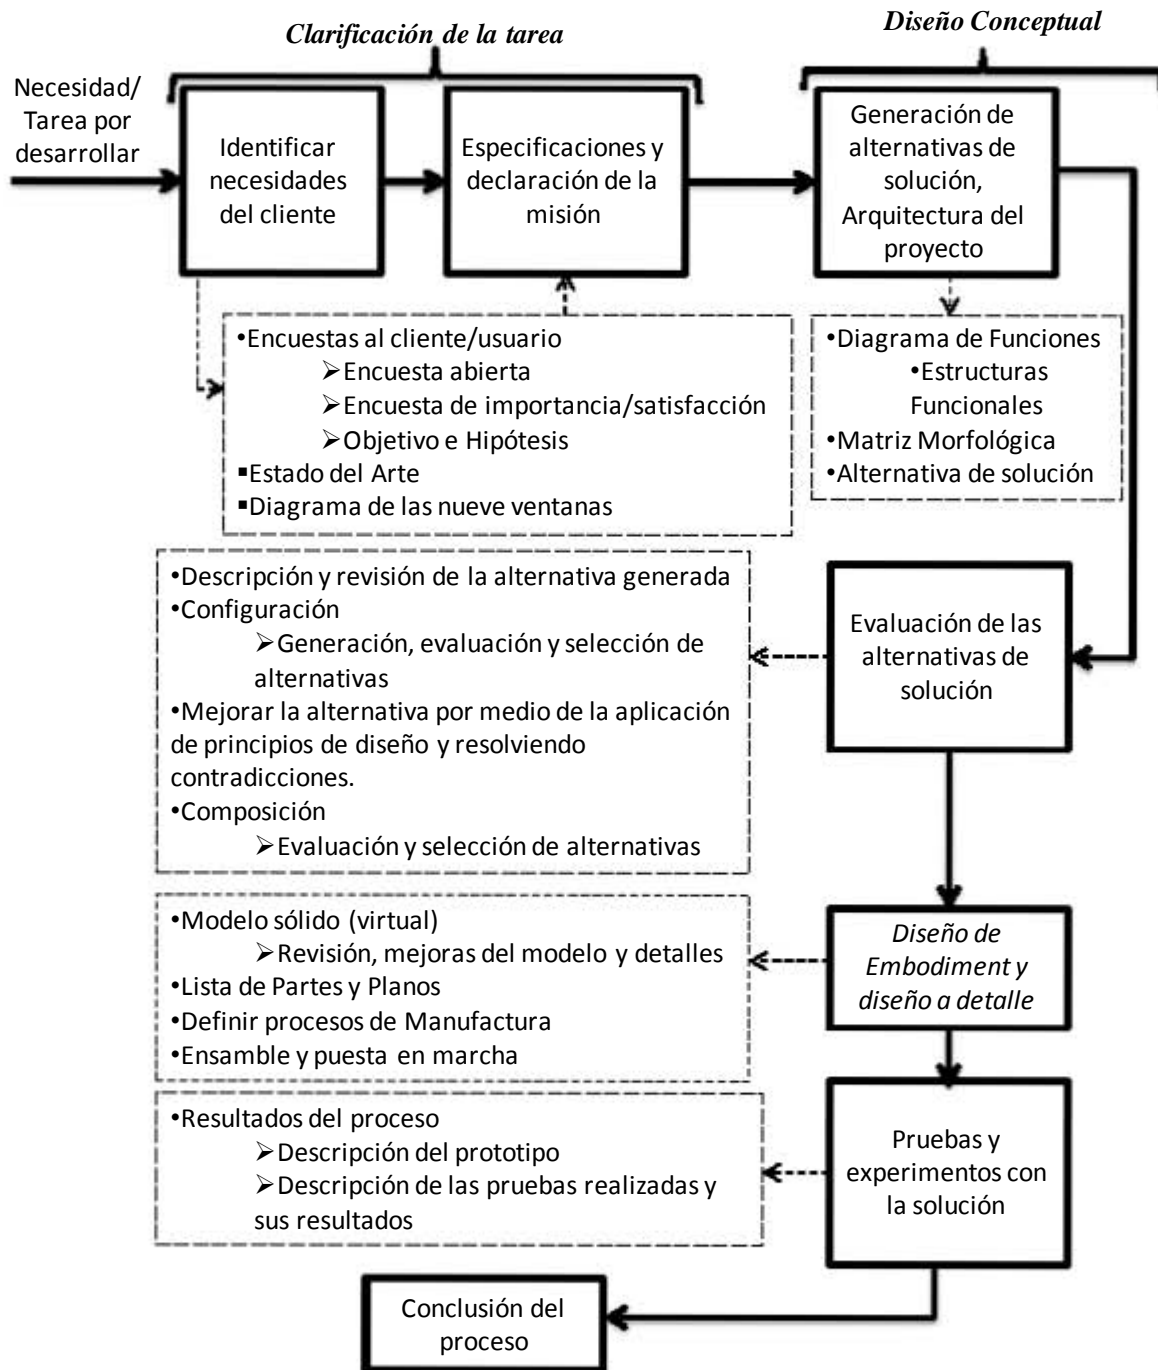 Clarificación de la tarea
Diseño Conceptual
Necesidad/
Tarea por
desarrollar
Identificar
necesidades
del cliente
Especificaciones y
declaración de la
misión
Generación de
alternativas de
solución,
Arquitectura del
proyecto
•Encuestas al cliente/usuario
➢Encuesta abierta
➢Encuesta de importancia/satisfacción
➢Objetivo e Hipótesis
▪Estado del Arte
▪Diagrama de las nueve ventanas
•Diagrama de Funciones
•Estructuras
Funcionales
•Matriz Morfológica
•Alternativa de solución
•Descripción y revisión de la alternativa generada
•Configuración
➢Generación, evaluación y selección de
alternativas
•Mejorar la alternativa por medio de la aplicación
de principios de diseño y resolviendo
contradicciones.
•Composición
➢Evaluación y selección de alternativas
Evaluación de las
alternativas de
solución
•Modelo sólido (virtual)
➢Revisión, mejoras del modelo y detalles
•Lista de Partes y Planos
•Definir procesos de Manufactura
•Ensamble y puesta en marcha
Diseño de
Embodiment y
diseño a detalle
•Resultados del proceso
➢Descripción del prototipo
➢Descripción de las pruebas realizadas y
sus resultados
Pruebas y
experimentos con
la solución
Conclusión del
proceso